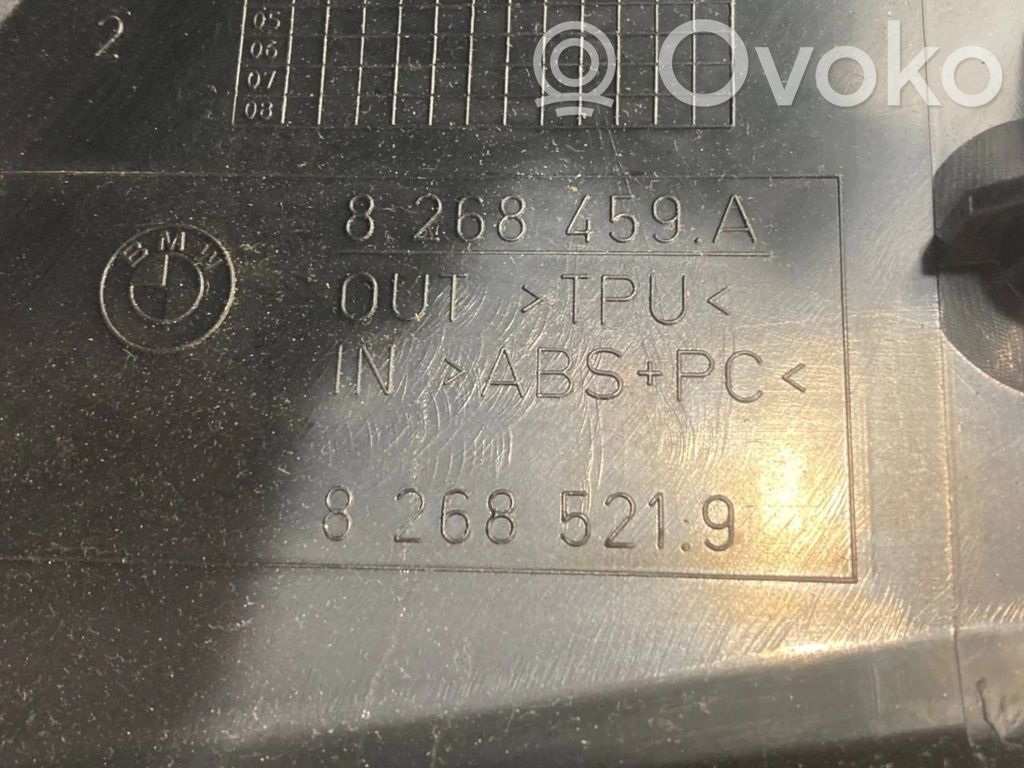 2
05
06
07
08
Ovoko
BMW
8 268 459.A
OUT >TPU<
IN >ABS+PC<
8 268 521.9